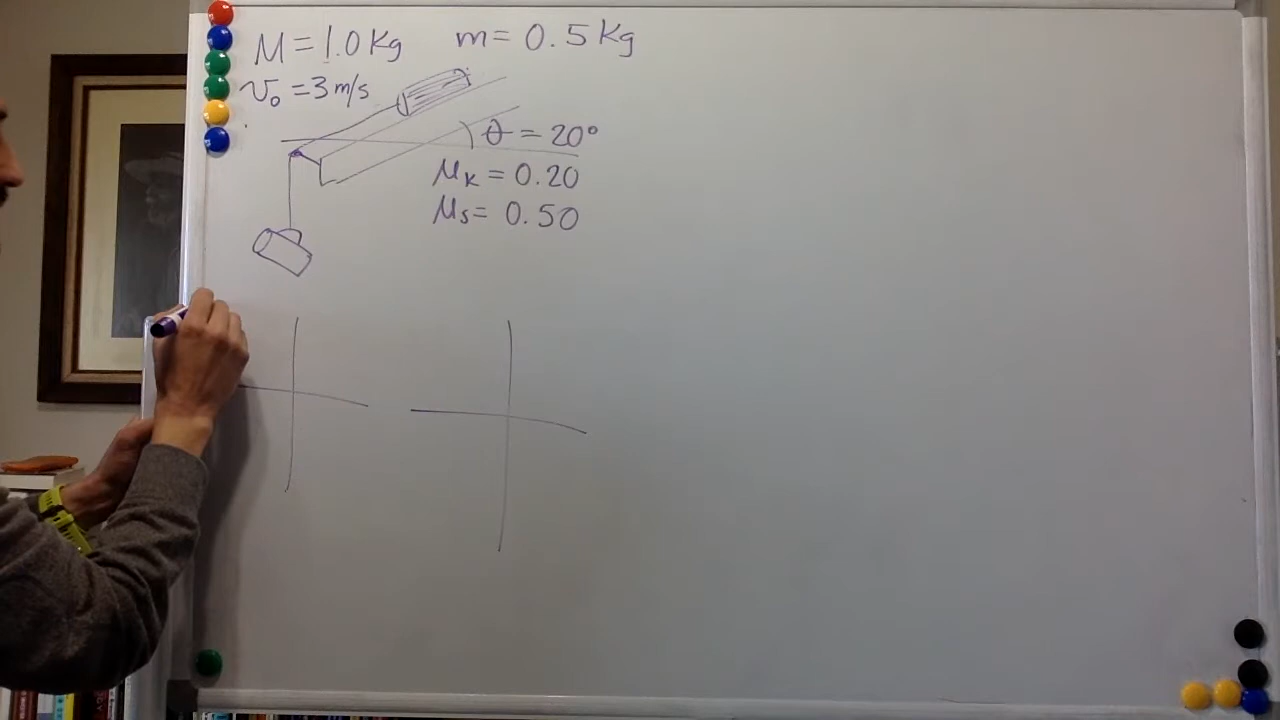 M = 1.0 Kg m = 0.5 Kg
v₀ = 3 m/s
θ = 20°
μₖ = 0.20
μₛ = 0.50